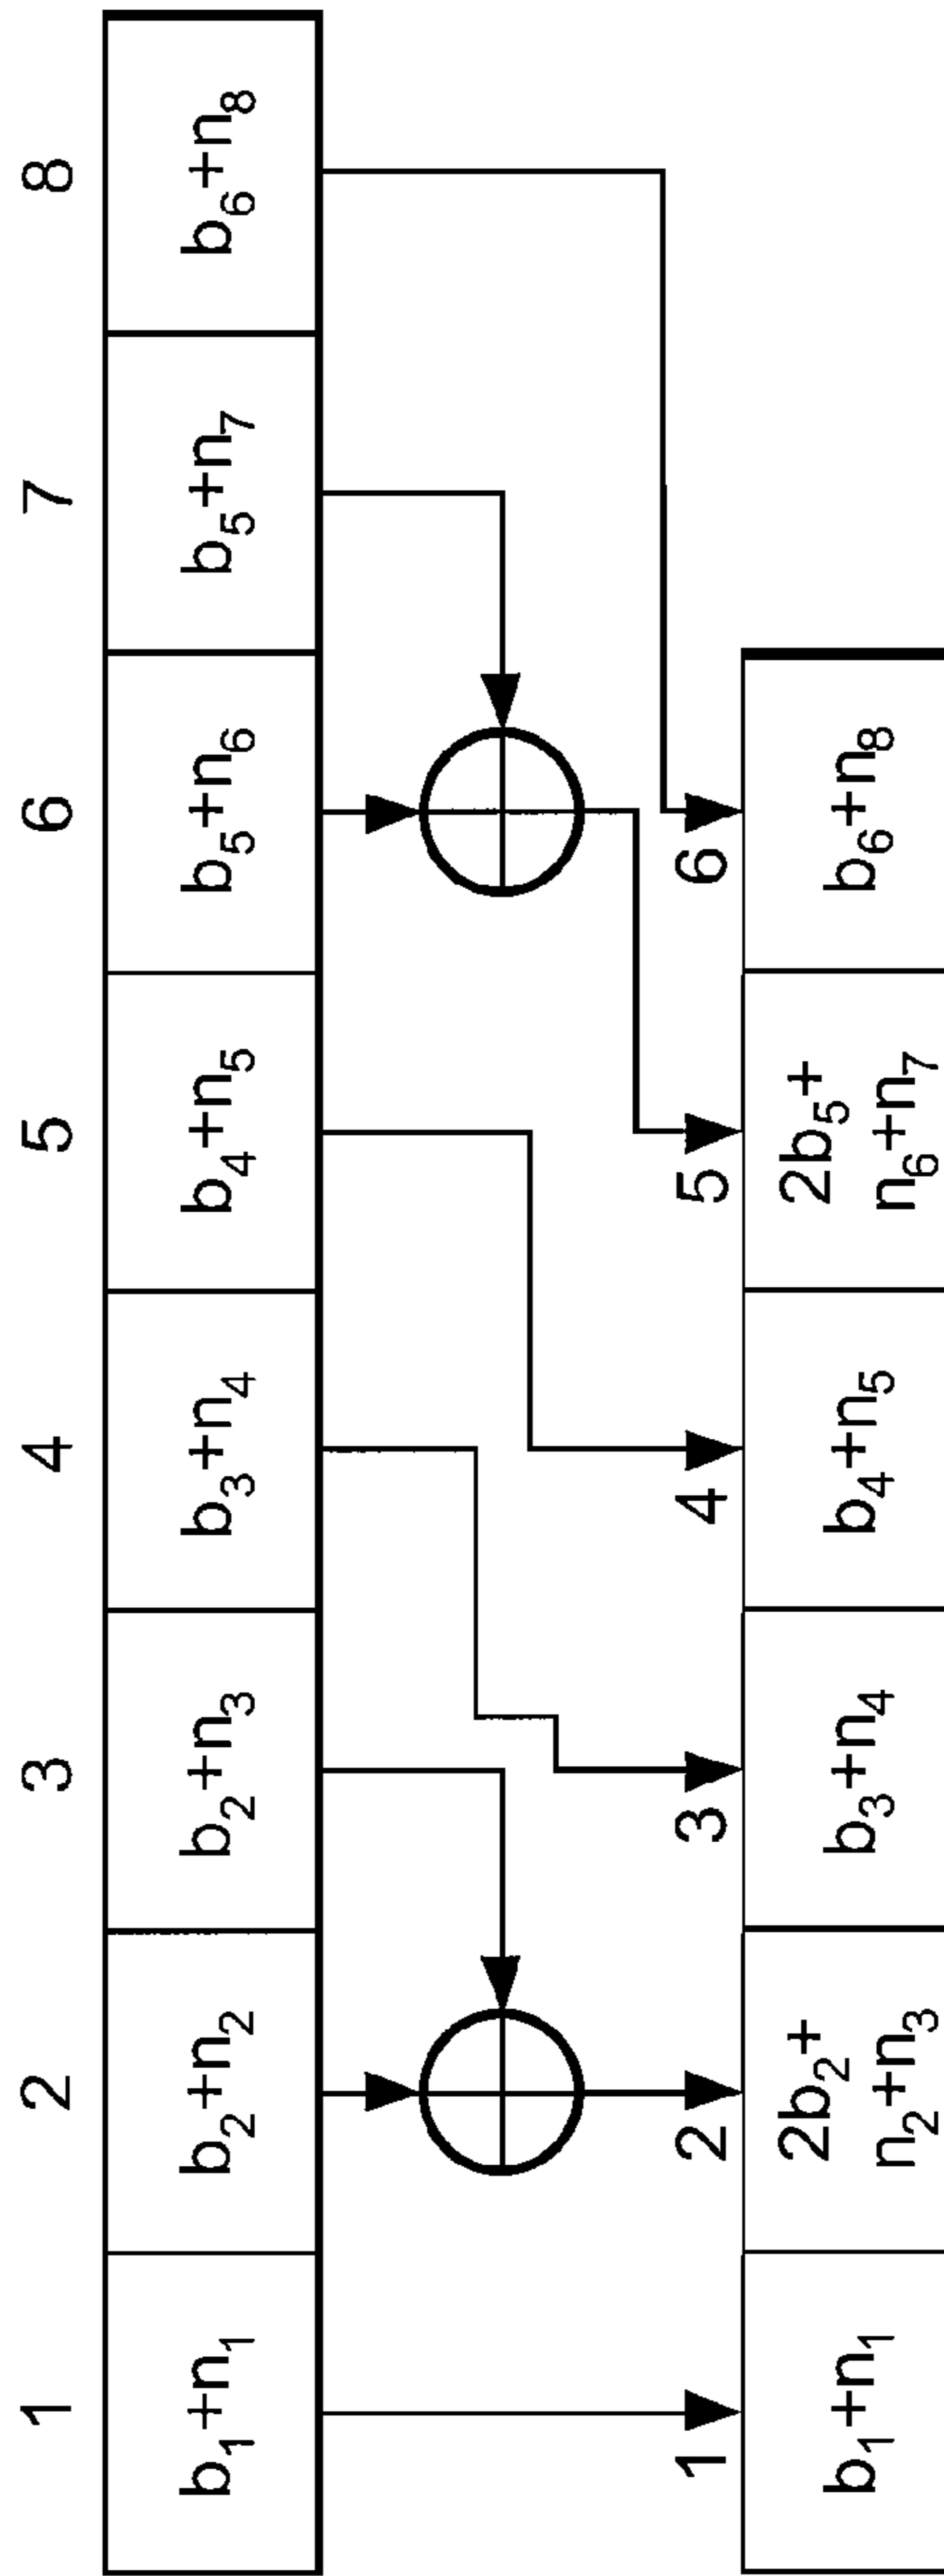 1 2 3 4 5 6 7 8
b₁+n₁ b₂+n₂ b₂+n₃ b₃+n₄ b₄+n₅ b₅+n₆ b₅+n₇ b₆+n₈
1 2 3 4 5 6
b₁+n₁ 2b₂+ b₃+n₄ b₄+n₅ 2b₅+ b₆+n₈
n₂+n₃ n₆+n₇